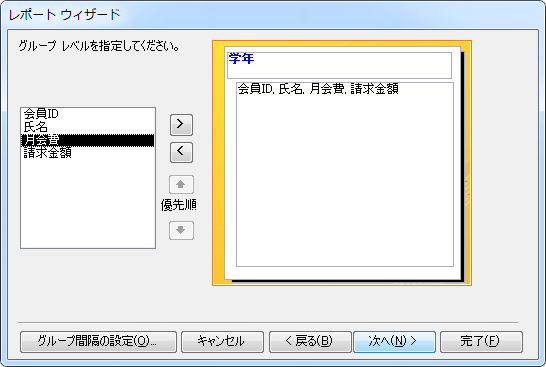 レポート ウィザード
グループ レベルを指定してください。
会員ID
氏名
月会費
請求金額
>
<
優先順
学年
会員ID, 氏名, 月会費, 請求金額
グループ間隔の設定(O)...
キャンセル
< 戻る(B)
次へ(N) >
完了(F)